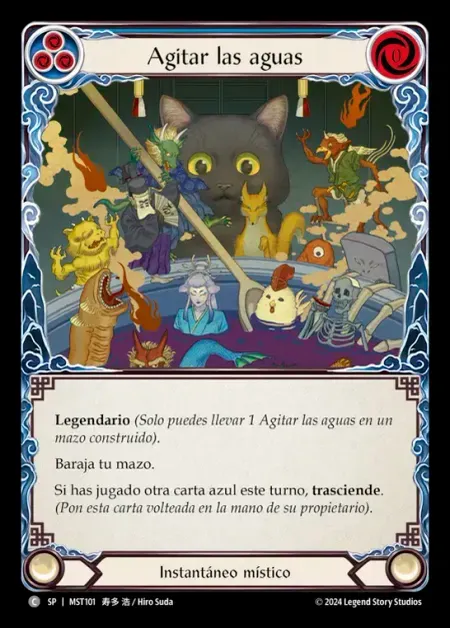 Agitar las aguas
0
Legendario (Solo puedes llevar 1 Agitar las aguas en un
mazo construido).
Baraja tu mazo.
Si has jugado otra carta azul este turno, trasciende.
(Pon esta carta volteada en la mano de su propietario).
Instantáneo místico
C SP | MST101 寿多 浩 / Hiro Suda
© 2024 Legend Story Studios